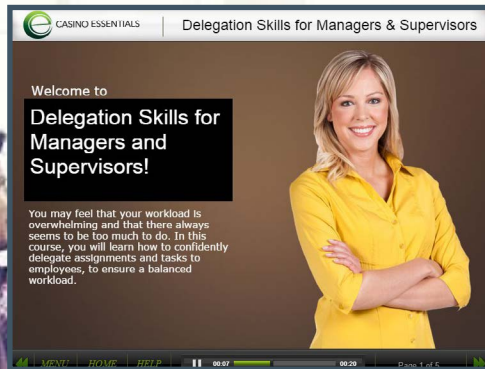 CASINO ESSENTIALS
Delegation Skills for Managers & Supervisors
Welcome to
Delegation Skills for
Managers and
Supervisors!
You may feel that your workload is
overwhelming and that there always
seems to be too much to do. In this
course, you will learn how to confidently
delegate assignments and tasks to
employees, to ensure a balanced
workload.
MENU HOME HELP 00:07 00:20 Page 1 of 5